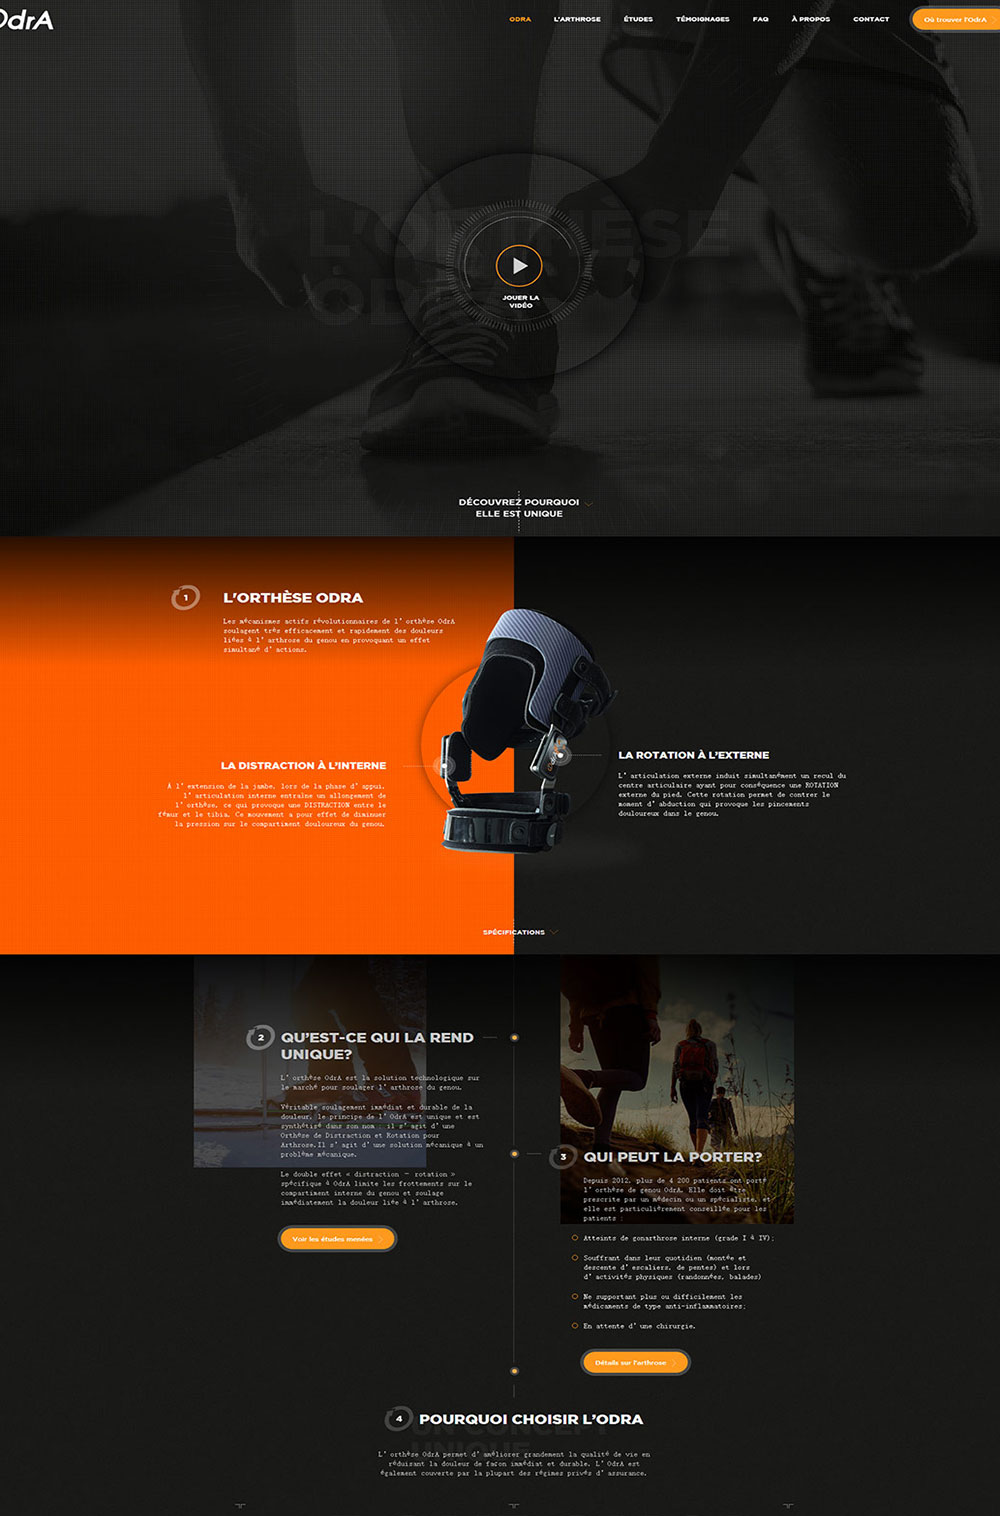 OdrA
ODRA L'ARTHROSE ÉTUDES TÉMOIGNAGES FAQ À PROPOS CONTACT Où trouver l'OdrA
L'ORTHÈSE
JOUER LA
VIDÉO
DÉCOUVREZ POURQUOI
ELLE EST UNIQUE
1 L'ORTHÈSE ODRA
Les mécanismes actifs révolutionnaires de l'orthèse OdrA
soulagent très efficacement et rapidement des douleurs
liées à l'arthrose du genou en provoquant un effet
simultané d'actions.
LA DISTRACTION À L'INTERNE
À l'extension de la jambe, lors de la phase d'appui,
l'articulation interne entraîne un allongement de
l'orthèse, ce qui provoque une DISTRACTION entre le
fémur et le tibia. Ce mouvement a pour effet de diminuer
la pression sur le compartiment douloureux du genou.
LA ROTATION À L'EXTERNE
L'articulation externe induit simultanément un recul du
centre articulaire ayant pour conséquence une ROTATION
externe du pied. Cette rotation permet de contrer le
moment d'abduction qui provoque les pincements
douloureux dans le genou.
SPÉCIFICATIONS
2 QU'EST-CE QUI LA REND
UNIQUE?
L'orthèse OdrA est la solution technologique sur
le marché pour soulager l'arthrose du genou.
Véritable soulagement immédiat et durable de la
douleur, le principe de l'OdrA est unique et est
synthétisé dans son nom : il s'agit d'une
Orthèse de Distraction et Rotation pour
Arthrose.Il s'agit d'une solution mécanique à un
problème mécanique.
Le double effet « distraction – rotation »
spécifique à OdrA limite les frottements sur le
compartiment interne du genou et soulage
immédiatement la douleur liée à l'arthrose.
Voir les études menées
3 QUI PEUT LA PORTER?
Depuis 2012, plus de 4 200 patients ont porté
l'orthèse de genou OdrA. Elle doit être
prescrite par un médecin ou un spécialiste, et
elle est particulièrement conseillée pour les
patients :
Atteints de gonarthrose interne (grade I à IV);
Souffrant dans leur quotidien (montée et
descente d'escaliers, de pentes) et lors
d'activités physiques (randonnées, balades)
Ne supportant plus ou difficilement les
médicaments de type anti-inflammatoires;
En attente d'une chirurgie.
Détails sur l'arthrose
4 POURQUOI CHOISIR L'ODRA
UN CONCEPT
UNIQUE
L'orthèse OdrA permet d'améliorer grandement la qualité de vie en
réduisant la douleur de façon immédiat et durable. L'OdrA est
également couverte par la plupart des régimes privés d'assurance.